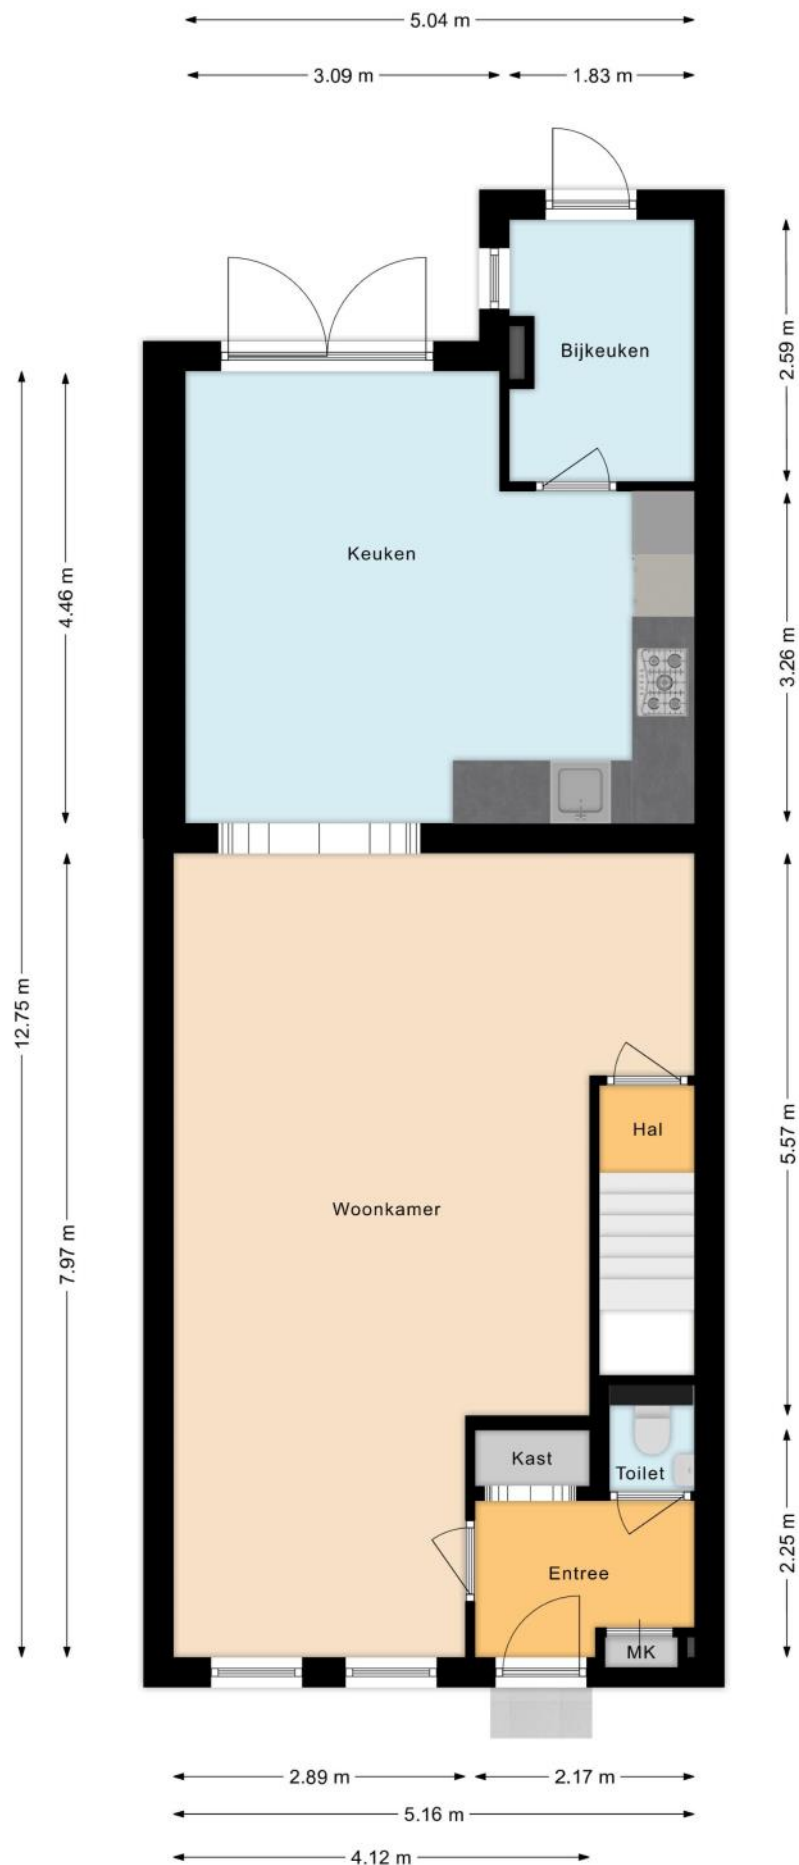 5.04 m
3.09 m
1.83 m
2.59 m
Bijkeuken
Keuken
4.46 m
3.26 m
12.75 m
5.57 m
Hal
Woonkamer
7.97 m
Kast
Toilet
2.25 m
Entree
MK
2.89 m
2.17 m
5.16 m
4.12 m